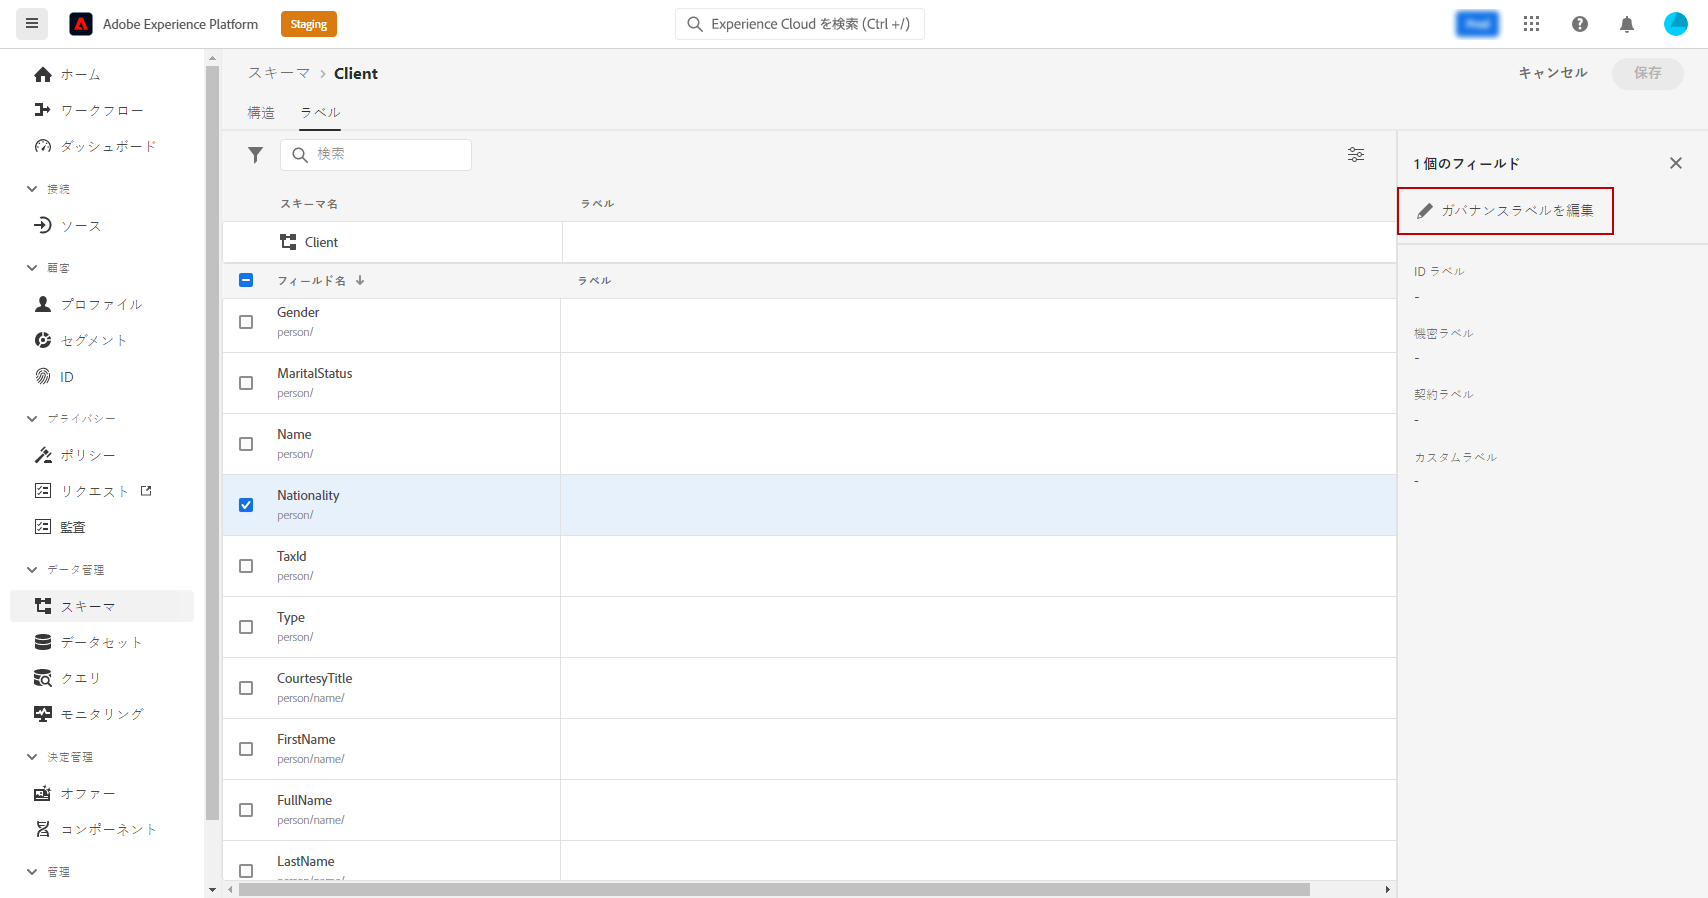 Adobe Experience Platform
Staging
Experience Cloud を検索 (Ctrl +/)
ホーム
ワークフロー
ダッシュボード
接続
ソース
顧客
プロファイル
セグメント
ID
プライバシー
ポリシー
リクエスト
監査
データ管理
スキーマ
データセット
クエリ
モニタリング
決定管理
オファー
コンポーネント
管理
スキーマ › Client
キャンセル
保存
構造
ラベル
検索
スキーマ名
ラベル
Client
フィールド名
ラベル
Gender
person/
MaritalStatus
person/
Name
person/
Nationality
person/
TaxId
person/
Type
person/
CourtesyTitle
person/name/
FirstName
person/name/
FullName
person/name/
LastName
person/name/
1 個のフィールド
ガバナンスラベルを編集
ID ラベル
-
機密ラベル
-
契約ラベル
-
カスタムラベル
-